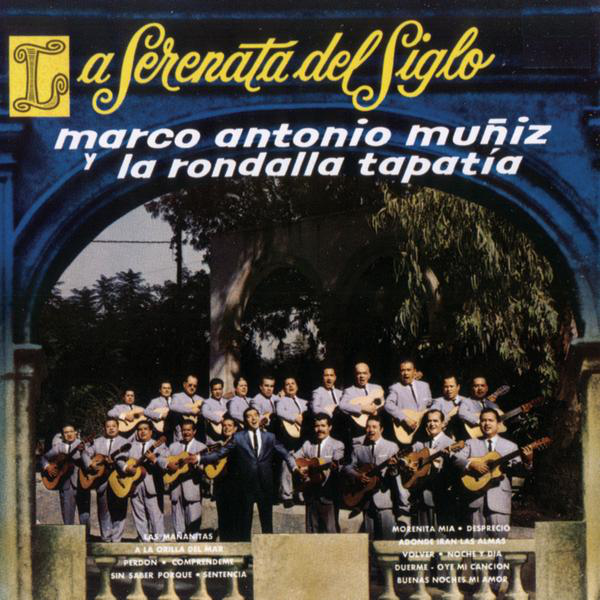 La Serenata del Siglo
marco antonio muñiz
y la rondalla tapatía
LAS MAÑANITAS
A LA ORILLA DEL MAR
PERDON • COMPRENDEME
SIN SABER PORQUE • SENTENCIA
MORENITA MIA • DESPRECIO
ADONDE IRAN LAS ALMAS
VOLVER • NOCHE Y DIA
DUERME - OYE MI CANCION
BUENAS NOCHES MI AMOR